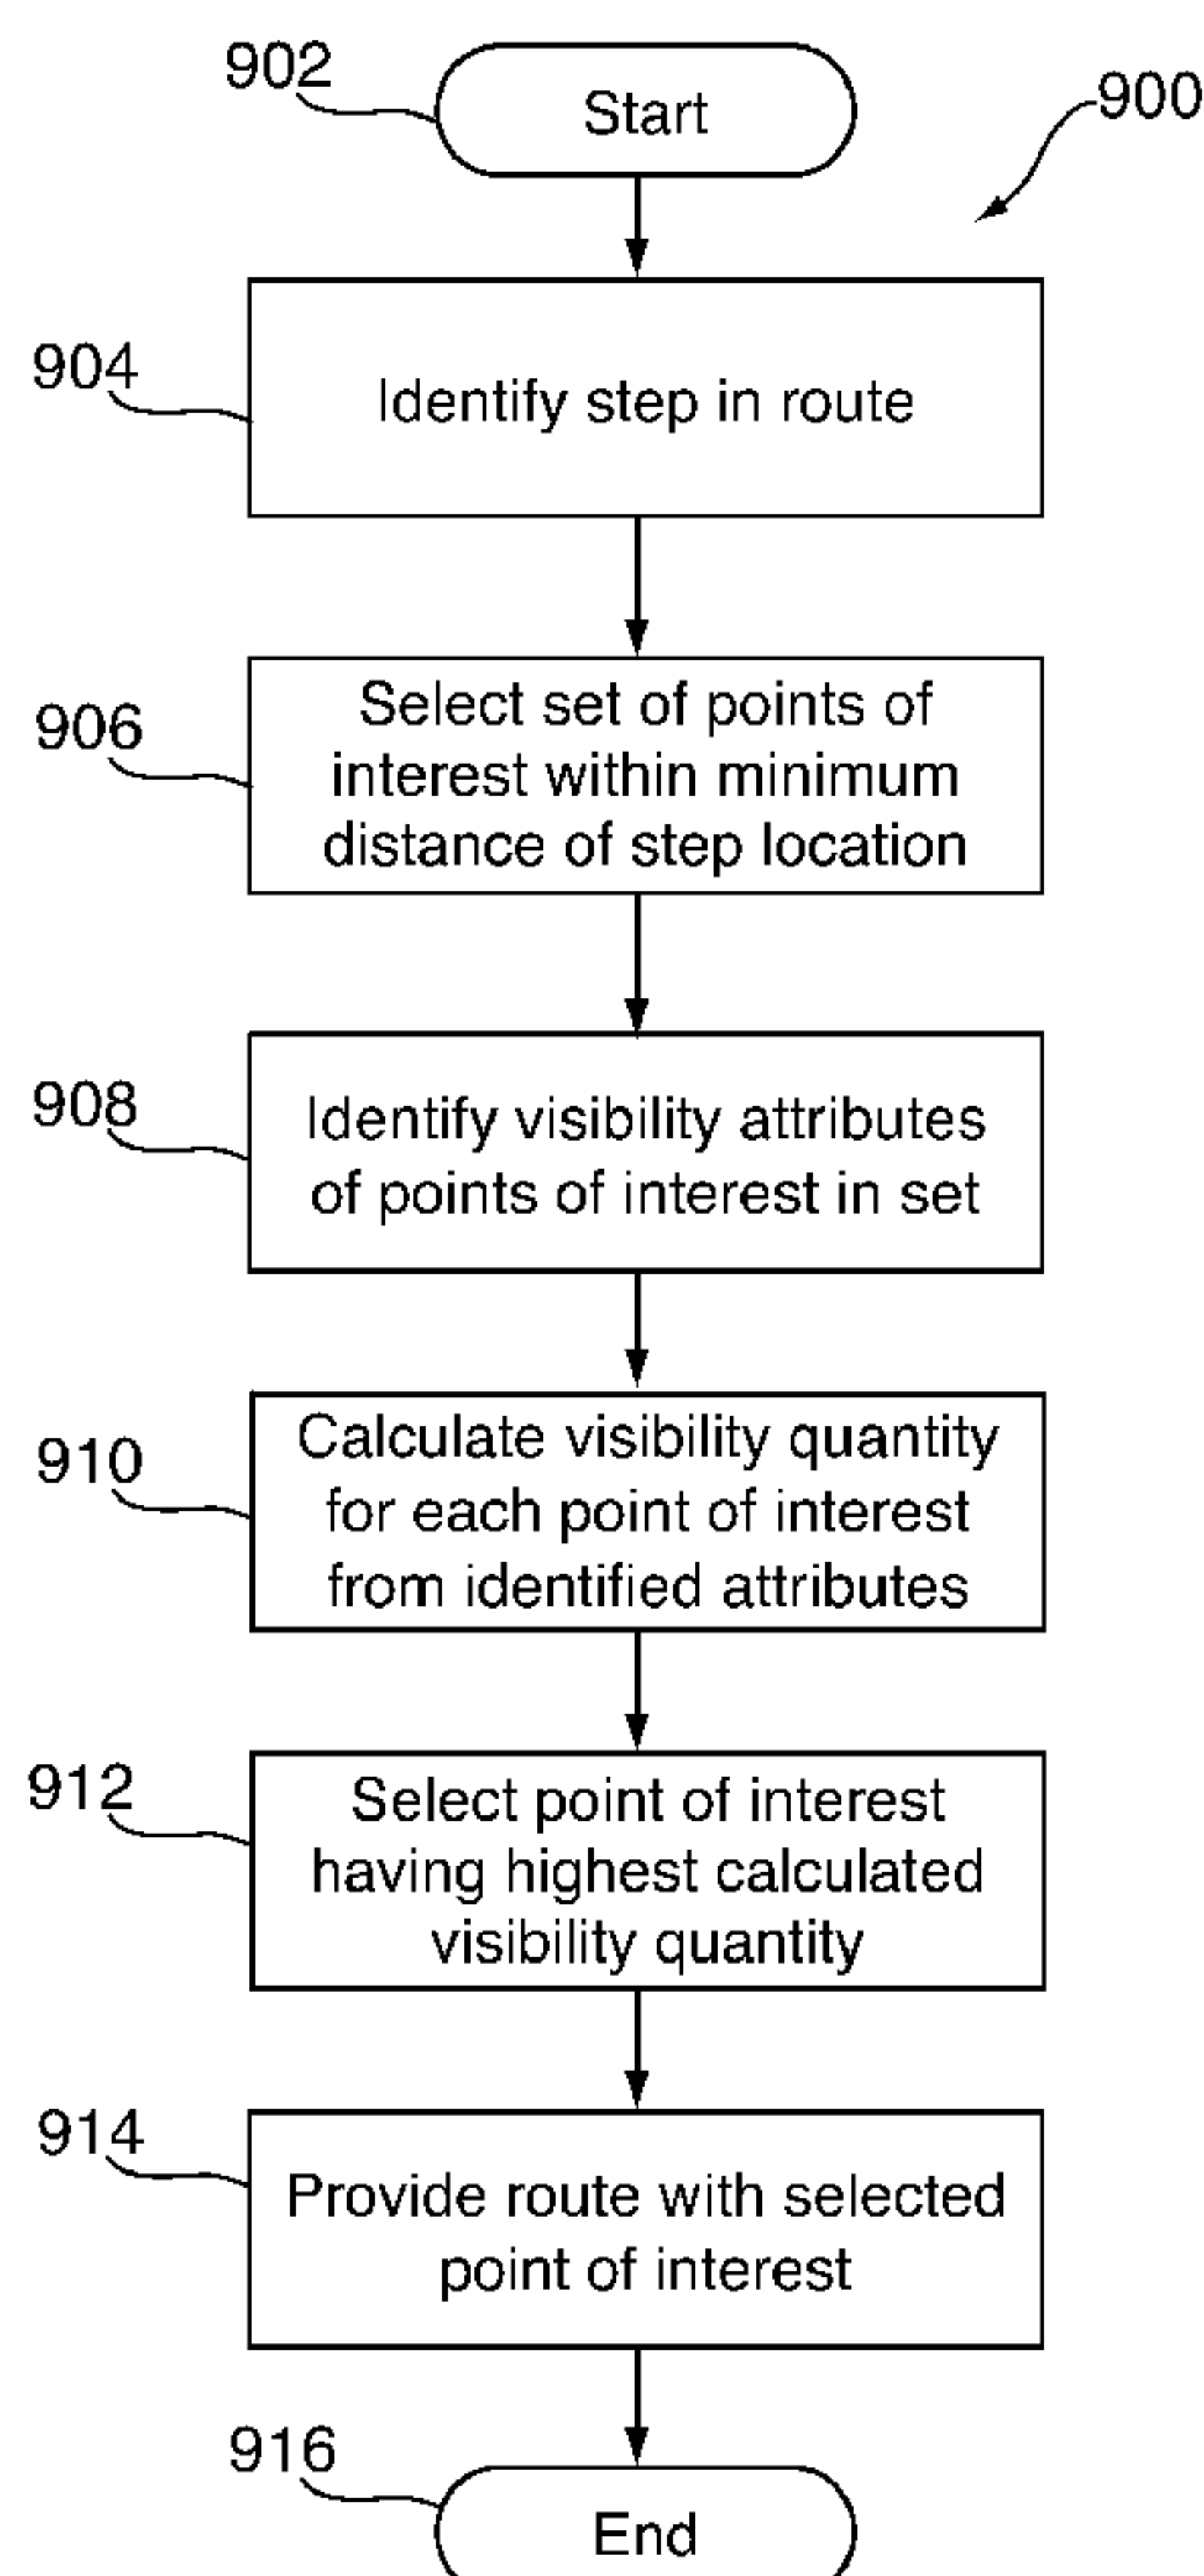 902
Start
900
904
Identify step in route
906
Select set of points of
interest within minimum
distance of step location
908
Identify visibility attributes
of points of interest in set
910
Calculate visibility quantity
for each point of interest
from identified attributes
912
Select point of interest
having highest calculated
visibility quantity
914
Provide route with selected
point of interest
916
End